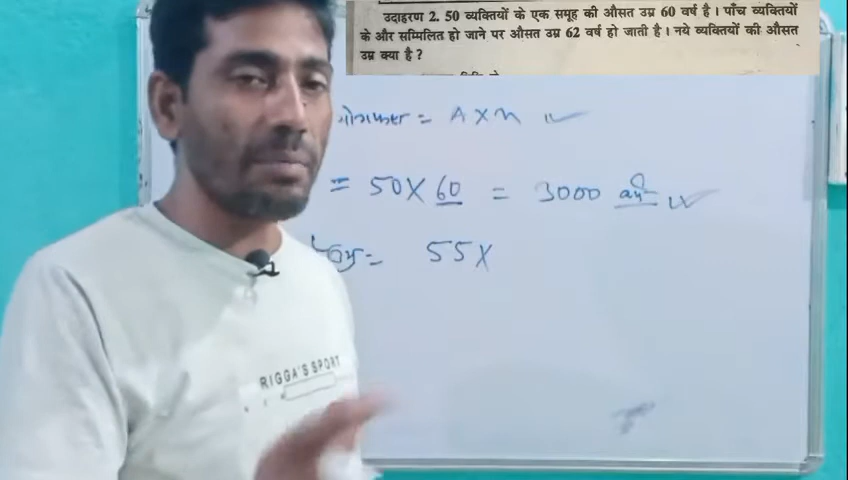 उदाहरण 2. 50 व्यक्तियों के एक समूह की औसत उम्र 60 वर्ष है। पाँच व्यक्तियों
के और सम्मिलित हो जाने पर औसत उम्र 62 वर्ष हो जाती है। नये व्यक्तियों की औसत
उम्र क्या है ?
योगफल = A × n
= 50 × 60 = 3000 वर्ष
= 55 ×
RIGGA'S SPORT